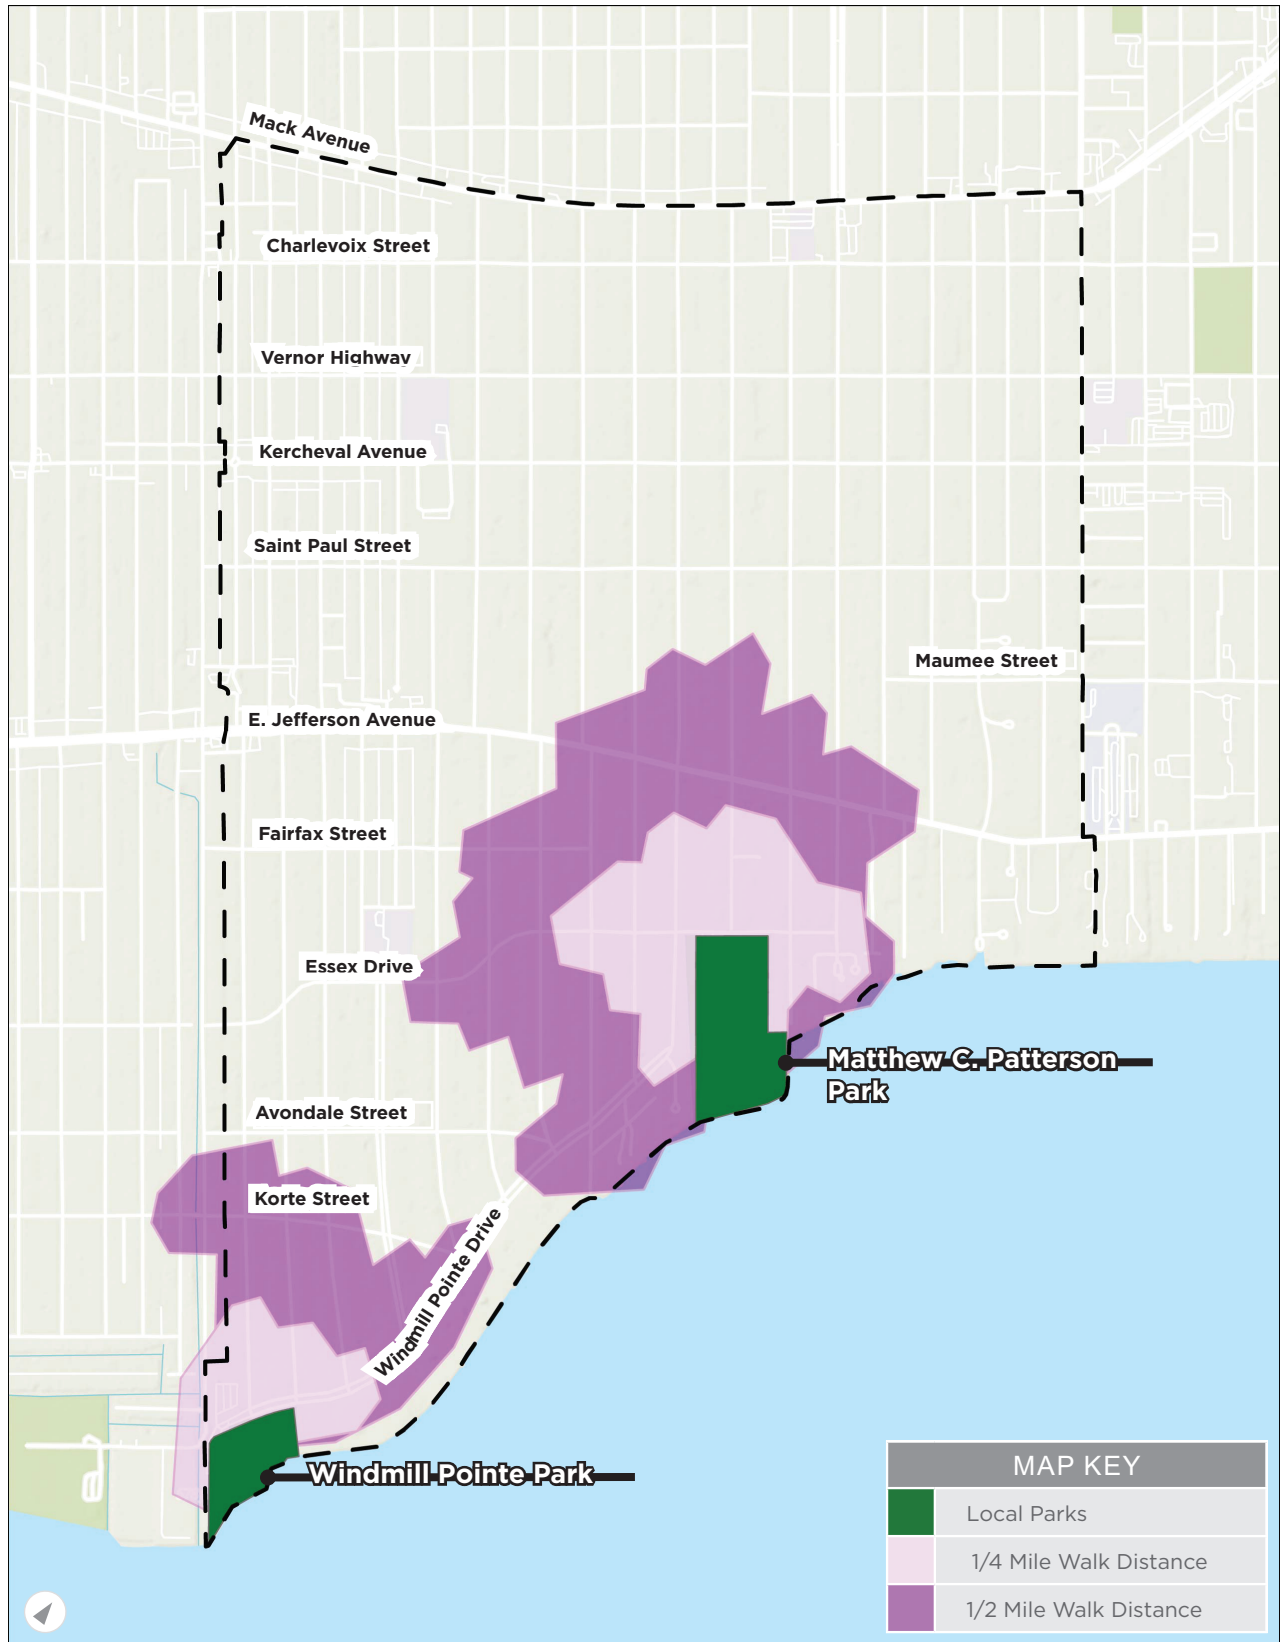 Mack Avenue
Charlevoix Street
Vernor Highway
Kercheval Avenue
Saint Paul Street
Maumee Street
E. Jefferson Avenue
Fairfax Street
Essex Drive
Matthew C. Patterson
Park
Avondale Street
Korte Street
Windmill Pointe Drive
Windmill Pointe Park
MAP KEY
Local Parks
1/4 Mile Walk Distance
1/2 Mile Walk Distance